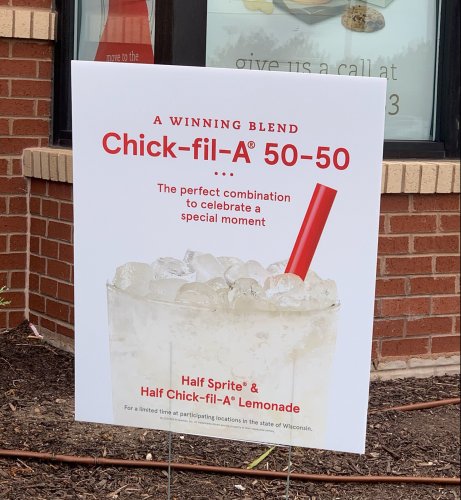 move to the
give us a call at
3
A WINNING BLEND
Chick-fil-A® 50-50
The perfect combination
to celebrate a
special moment
Half Sprite® &
Half Chick-fil-A® Lemonade
For a limited time at participating locations in the state of Wisconsin.